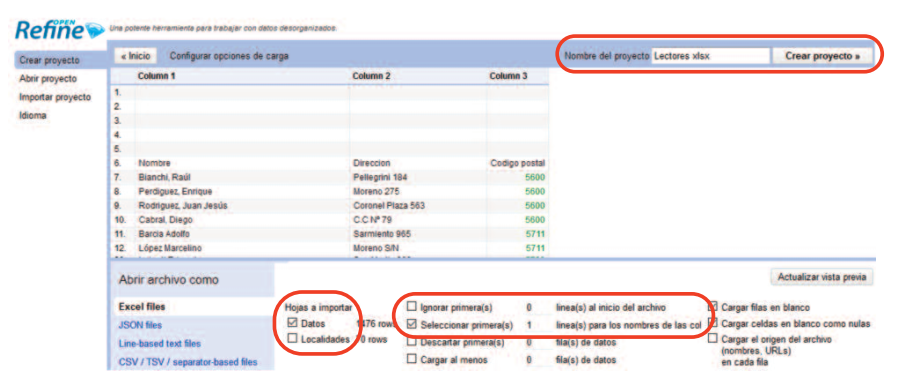 OPEN
Refine Una potente herramienta para trabajar con datos desorganizados.
Crear proyecto « Inicio Configurar opciones de carga Nombre del proyecto Lectores xlsx Crear proyecto »
Abrir proyecto Column 1 Column 2 Column 3
Importar proyecto 1.
2.
Idioma 3.
4.
5.
6. Nombre Direccion Codigo postal
7. Bianchi, Raúl Pellegrini 184 5600
8. Perdiguez, Enrique Moreno 275 5600
9. Rodriguez, Juan Jesús Coronel Plaza 563 5600
10. Cabral, Diego C.C Nº 79 5600
11. Barcia Adolfo Sarmiento 965 5711
12. López Marcelino Moreno S/N 5711
Abrir archivo como Actualizar vista previa
Excel files Hojas a importar Ignorar primera(s) 0 linea(s) al inicio del archivo Cargar filas en blanco
JSON files Datos 1476 rows Seleccionar primera(s) 1 linea(s) para los nombres de las col Cargar celdas en blanco como nulas
Line-based text files Localidades 70 rows Descartar primera(s) 0 fila(s) de datos Cargar el origen del archivo
(nombres, URLs)
CSV / TSV / separator-based files Cargar al menos 0 fila(s) de datos en cada fila